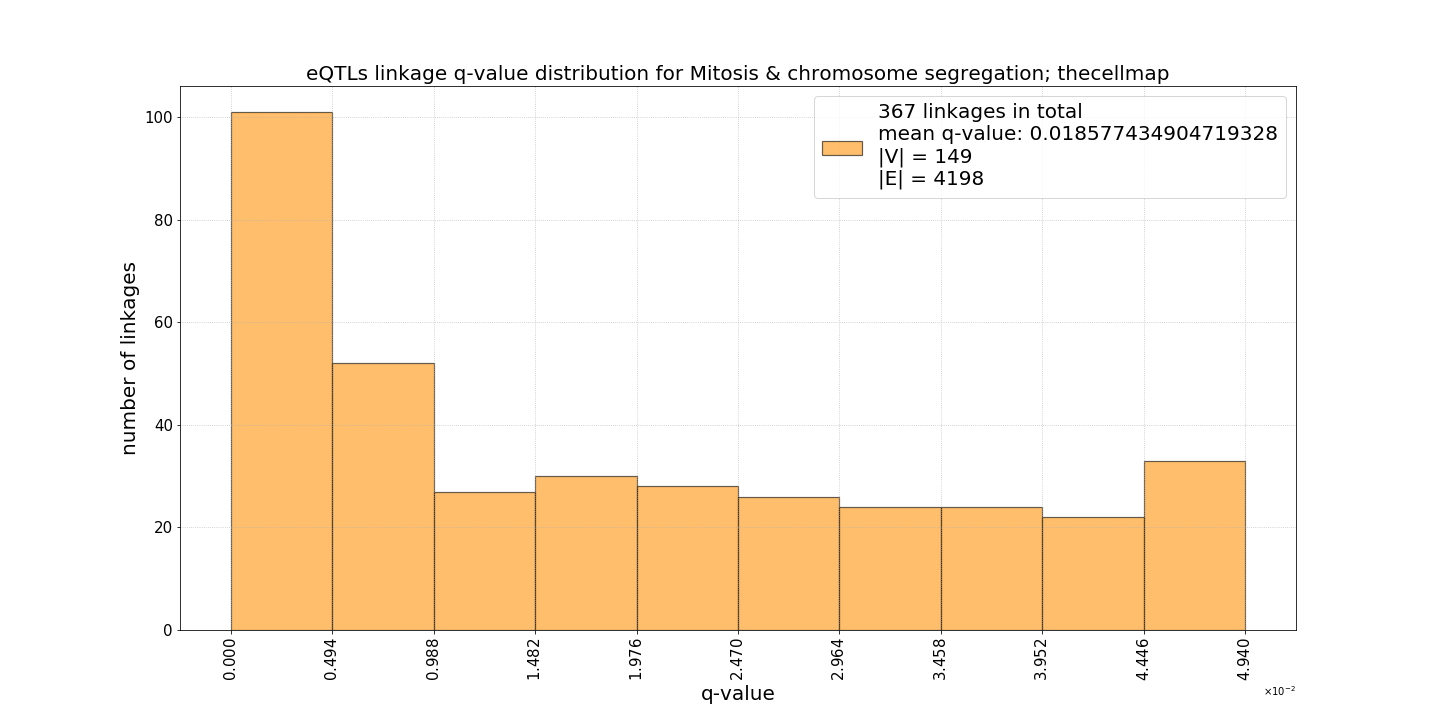 eQTLs linkage q-value distribution for Mitosis & chromosome segregation; thecellmap
367 linkages in total
mean q-value: 0.018577434904719328
|V| = 149
|E| = 4198
number of linkages
100
80
60
40
20
0
0.000
0.494
0.988
1.482
1.976
2.470
2.964
3.458
3.952
4.446
4.940
×10⁻²
q-value